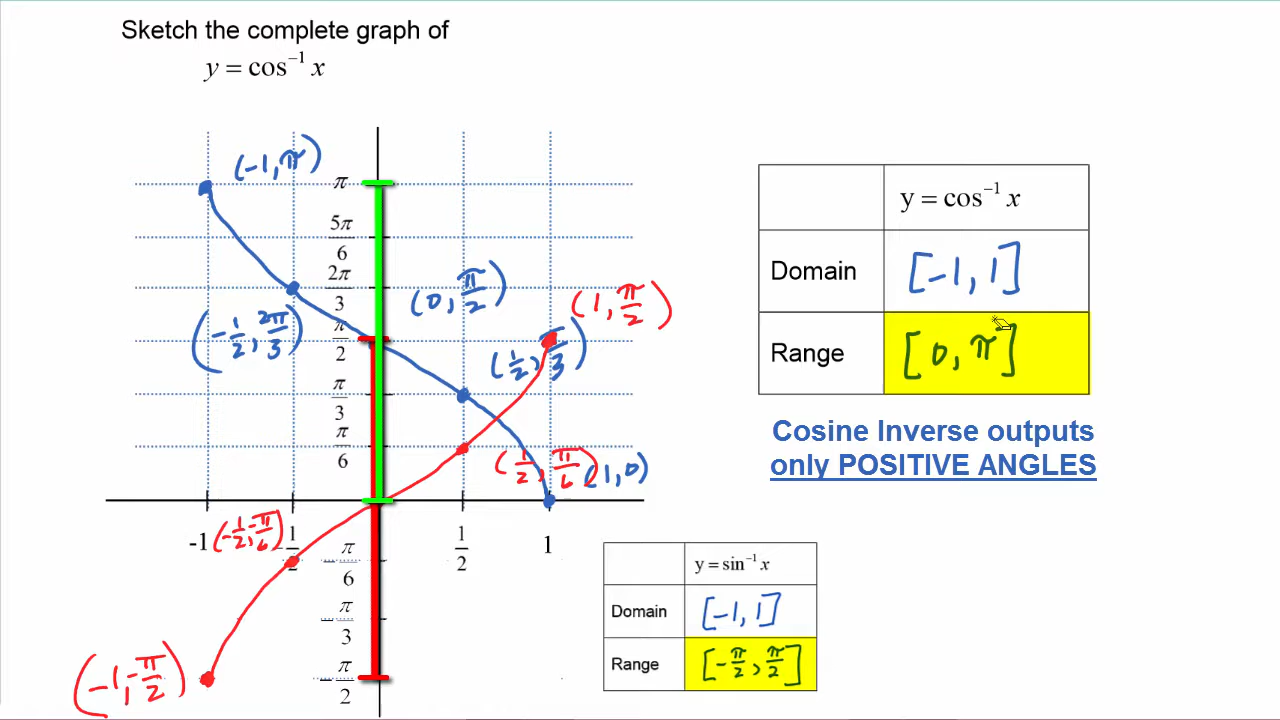 Sketch the complete graph of
y = cos⁻¹ x
(-1, π)
π
5π/6
2π/3
π/2
π/3
π/6
(-1/2, 2π/3)
(0, π/2)
(1, π/2)
(1/2, π/3)
(1/2, π/6)
(1, 0)
-1
-1/2
1/2
1
(-1/2, -π/6)
-π/6
-π/3
-π/2
(-1, -π/2)
y = cos⁻¹ x
Domain [-1, 1]
Range [0, π]
Cosine Inverse outputs
only POSITIVE ANGLES
y = sin⁻¹ x
Domain [-1, 1]
Range [-π/2, π/2]